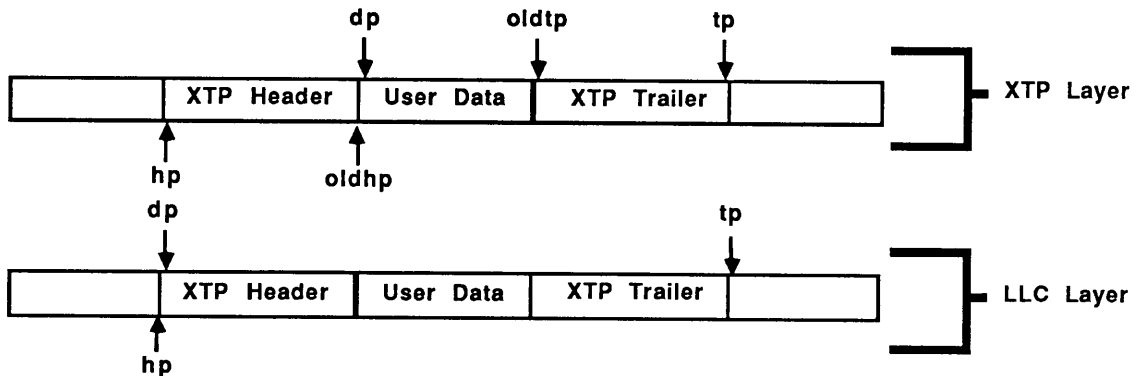 dp oldtp tp
XTP Header User Data XTP Trailer XTP Layer
hp oldhp
dp tp
XTP Header User Data XTP Trailer LLC Layer
hp